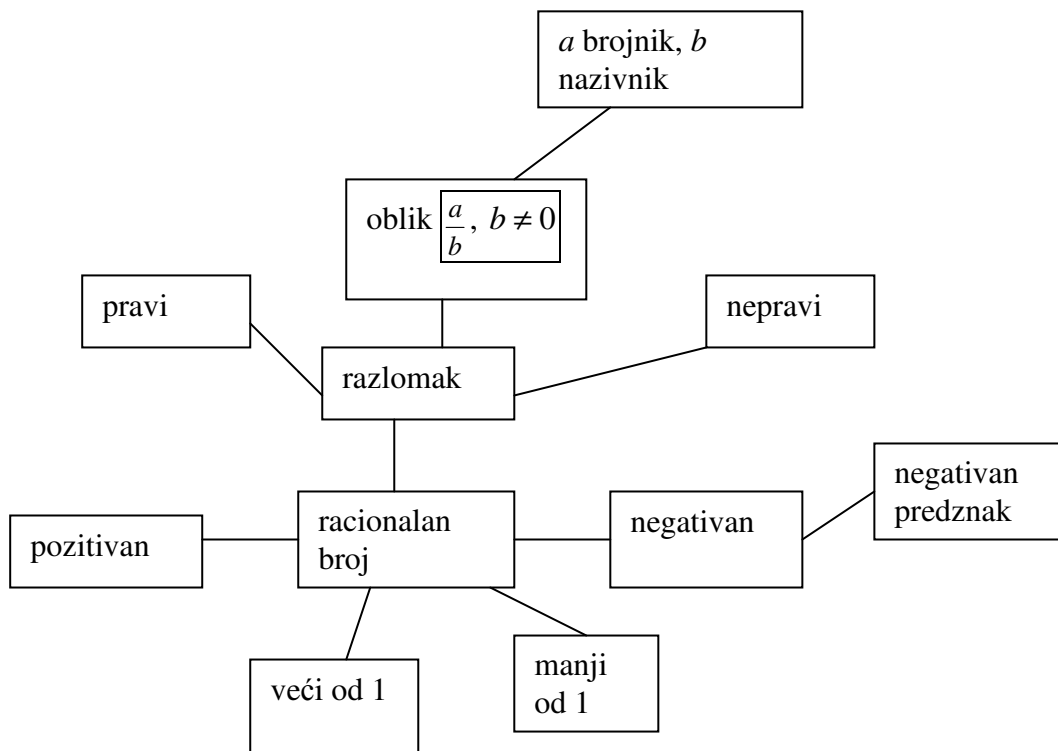 a brojnik, b
nazivnik
oblik a/b, b ≠ 0
pravi
nepravi
razlomak
negativan
predznak
racionalan
broj
negativan
pozitivan
veći od 1
manji
od 1